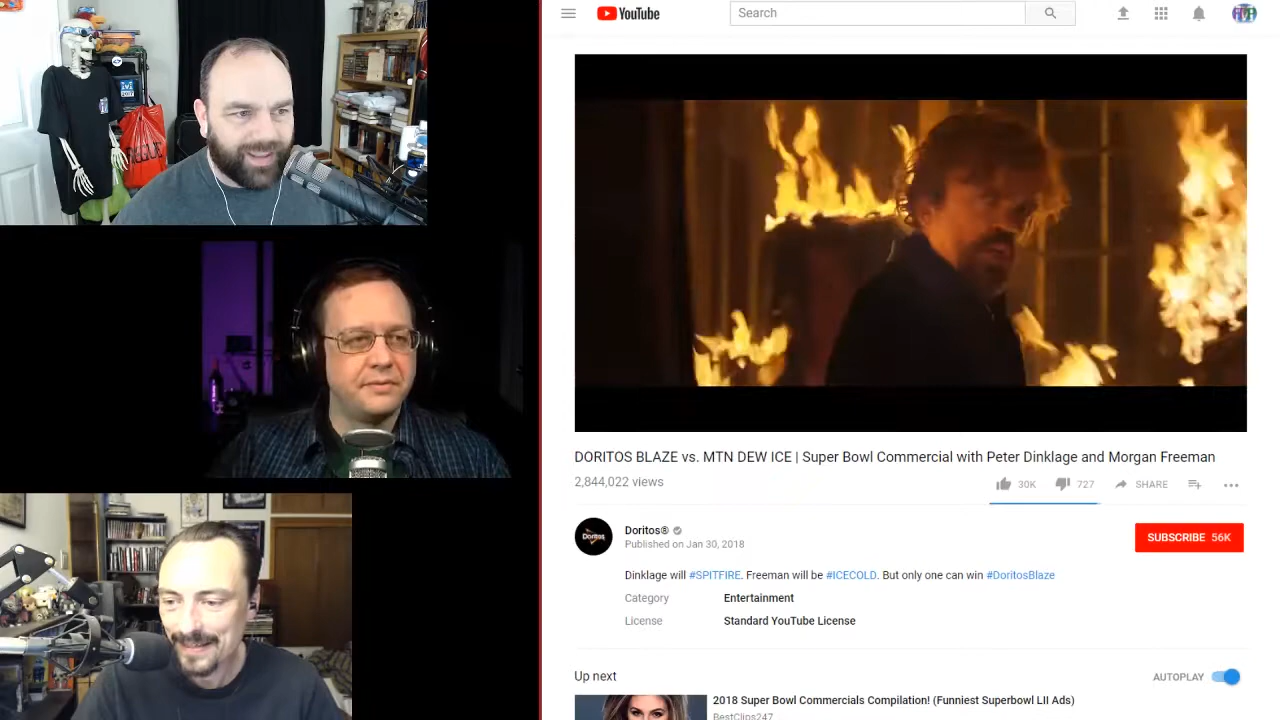 YouTube
Search
DORITOS BLAZE vs. MTN DEW ICE | Super Bowl Commercial with Peter Dinklage and Morgan Freeman
2,844,022 views
30K
727
SHARE
Doritos®
Published on Jan 30, 2018
SUBSCRIBE 56K
Doritos
Dinklage will #SPITFIRE. Freeman will be #ICECOLD. But only one can win #DoritosBlaze
Category
Entertainment
License
Standard YouTube License
Up next
AUTOPLAY
2018 Super Bowl Commercials Compilation! (Funniest Superbowl LII Ads)
BestClips247